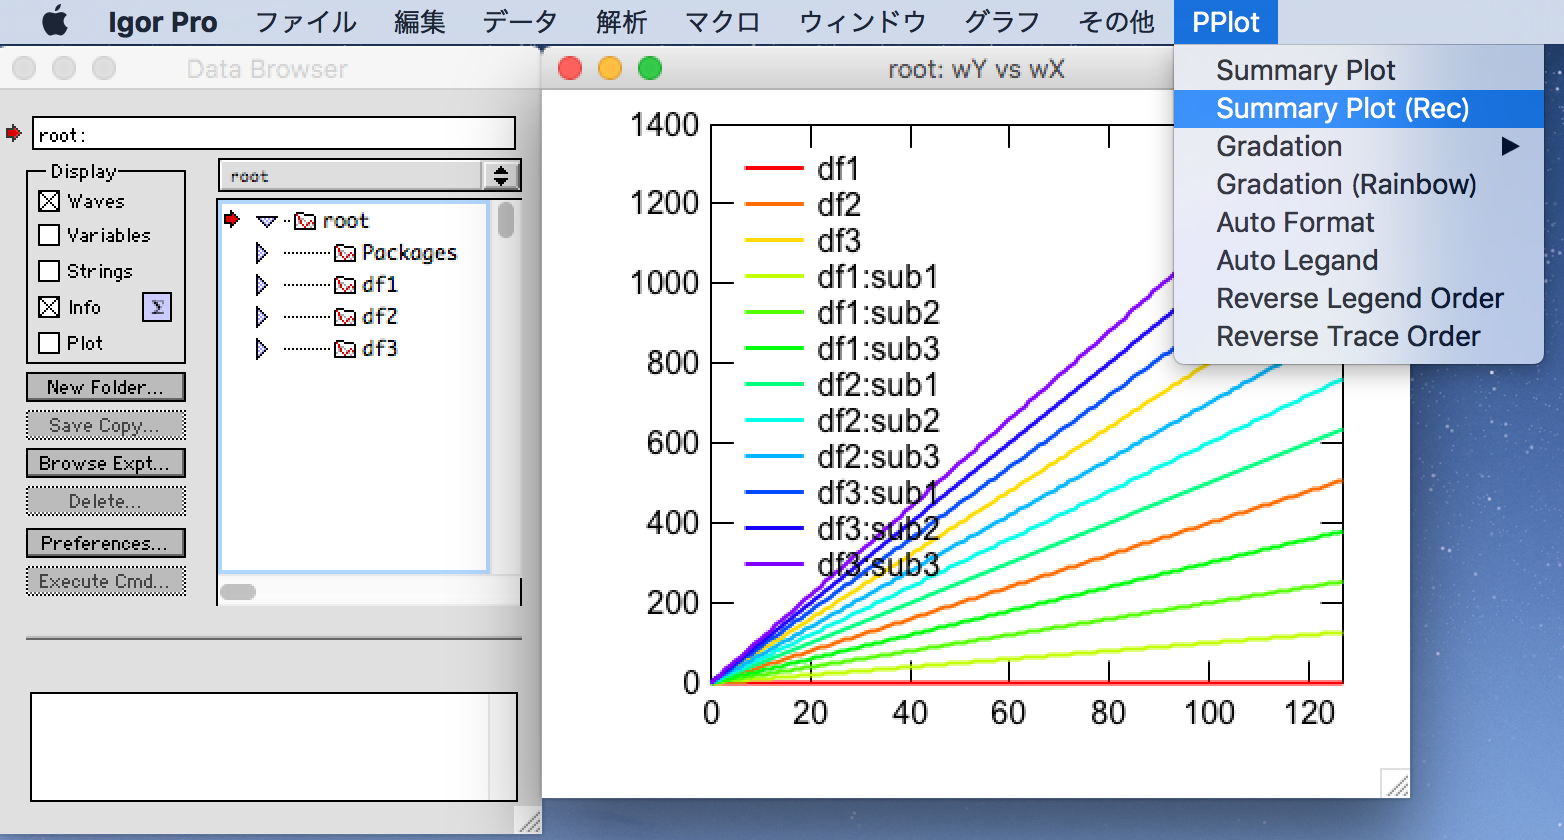 Igor Pro ファイル 編集 データ 解析 マクロ ウィンドウ グラフ その他 PPlot
Data Browser
root:
Display
Waves
Variables
Strings
Info Σ
Plot
New Folder...
Save Copy...
Browse Expt...
Delete...
Preferences...
Execute Cmd...
root
root
Packages
df1
df2
df3
root: wY vs wX
1400
1200
1000
800
600
400
200
0
0 20 40 60 80 100 120
df1
df2
df3
df1:sub1
df1:sub2
df1:sub3
df2:sub1
df2:sub2
df2:sub3
df3:sub1
df3:sub2
df3:sub3
Summary Plot
Summary Plot (Rec)
Gradation
Gradation (Rainbow)
Auto Format
Auto Legand
Reverse Legend Order
Reverse Trace Order